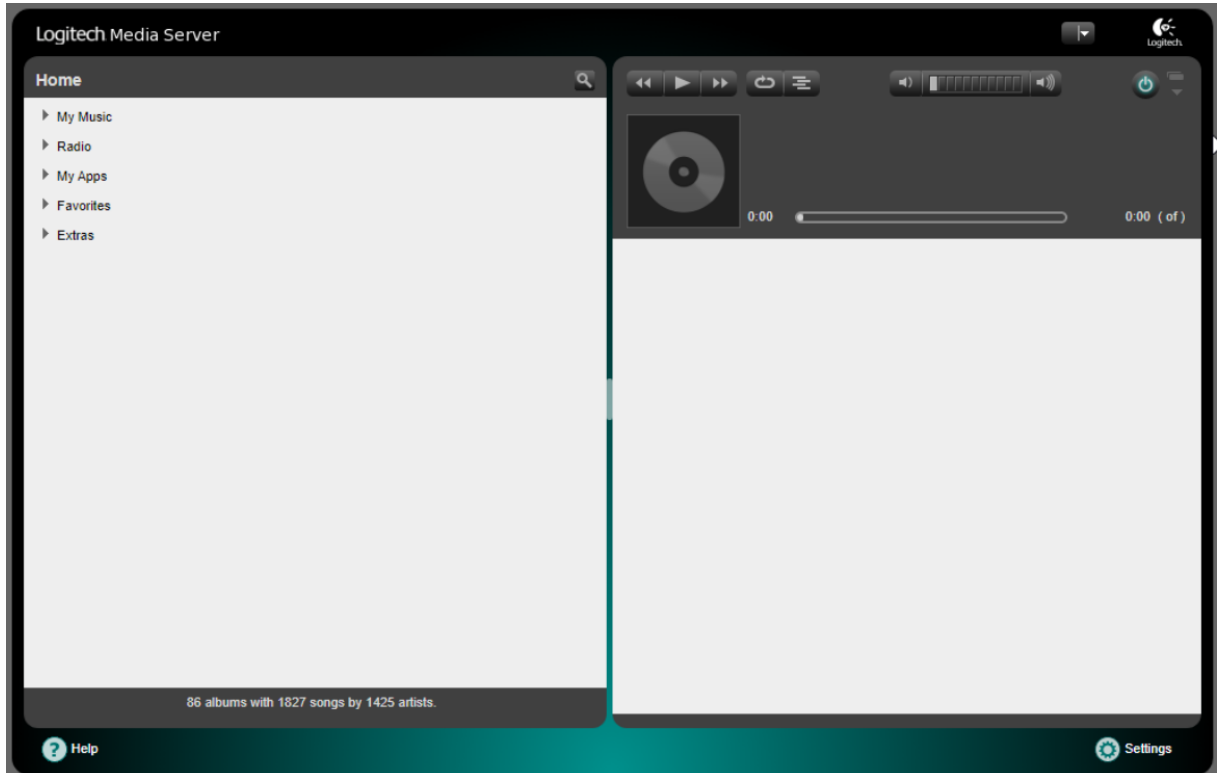 Logitech Media Server
Logitech
Home
My Music
Radio
My Apps
Favorites
Extras
0:00
0:00 ( of )
86 albums with 1827 songs by 1425 artists.
Help
Settings